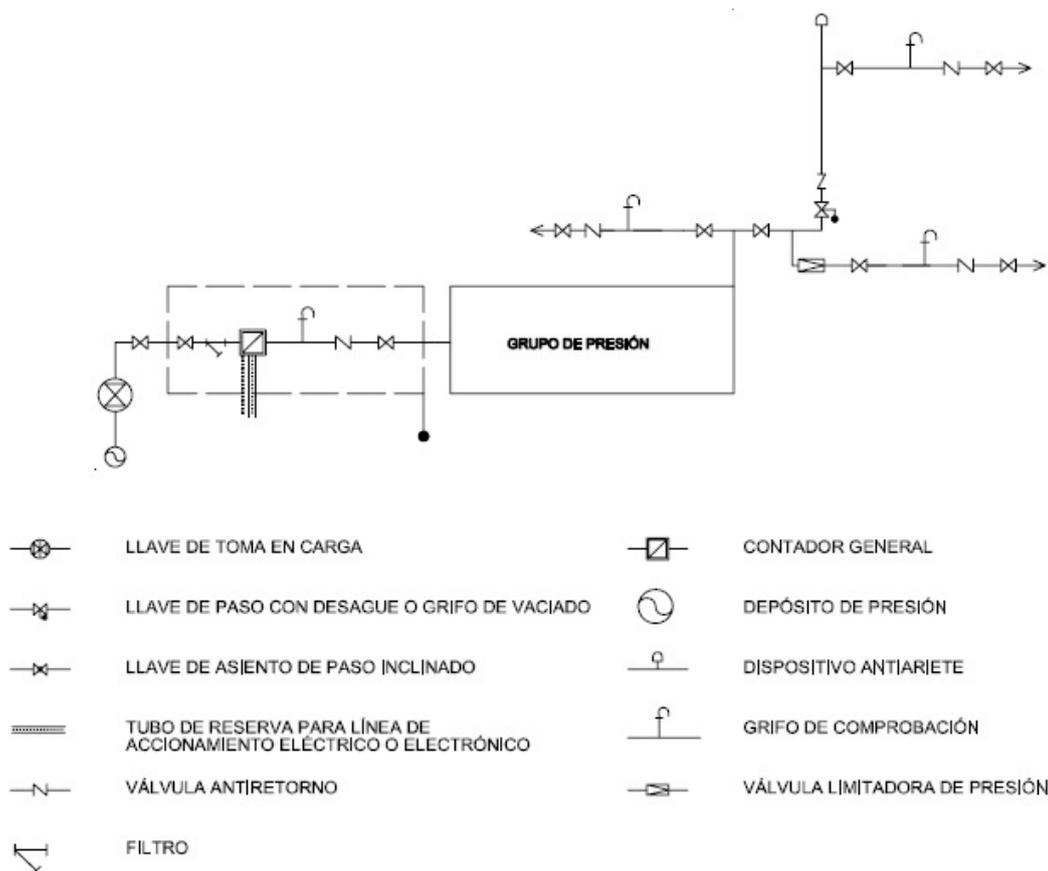 GRUPO DE PRESIÓN
LLAVE DE TOMA EN CARGA
CONTADOR GENERAL
LLAVE DE PASO CON DESAGUE O GRIFO DE VACIADO
DEPÓSITO DE PRESIÓN
LLAVE DE ASIENTO DE PASO INCLINADO
DISPOSITIVO ANTIARIETE
TUBO DE RESERVA PARA LÍNEA DE
ACCIONAMIENTO ELÉCTRICO O ELECTRÓNICO
GRIFO DE COMPROBACIÓN
VÁLVULA ANTIRETORNO
VÁLVULA LIMITADORA DE PRESIÓN
FILTRO